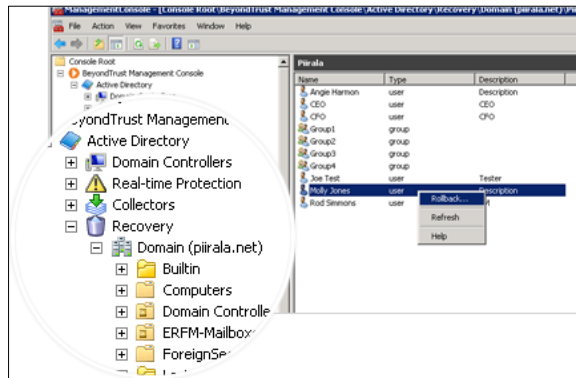 ManagementConsole - [Console Root\BeyondTrust Management Console\Active Directory\Recovery\Domain (piirala.net)\Pii
File Action View Favorites Window Help
Console Root
BeyondTrust Management Console
Active Directory
BeyondTrust Management
Active Directory
Domain Controllers
Real-time Protection
Collectors
Recovery
Domain (piirala.net)
Builtin
Computers
Domain Controlle
ERFM-Mailbox
ForeignSe
Piirala
Name Type Description
Angie Harmon user Description
CEO user CEO
CFO user CFO
Group1 group
Group2 group
Group3 group
Group4 group
Joe Test user Tester
Molly Jones user Description
Rod Simmons user
Rollback...
Refresh
Help